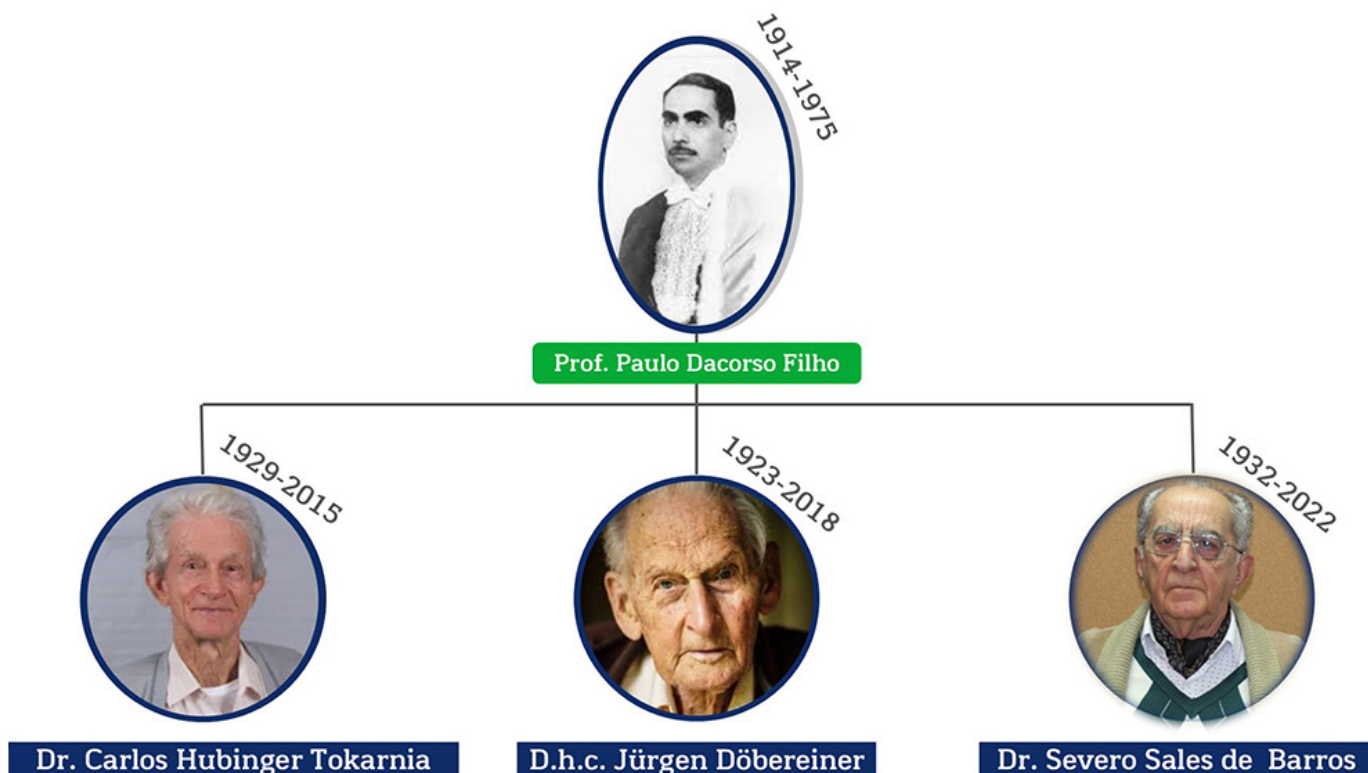 1914-1975
Prof. Paulo Dacorso Filho
1929-2015
1923-2018
1932-2022
Dr. Carlos Hubinger Tokarnia
D.h.c. Jürgen Döbereiner
Dr. Severo Sales de Barros